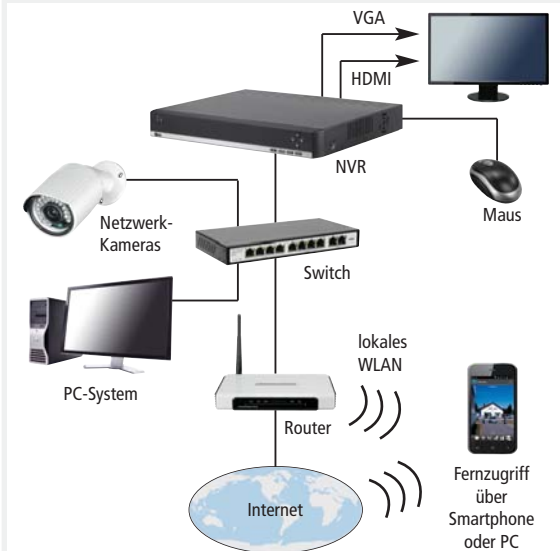 VGA
HDMI
NVR
Maus
Netzwerk-
Kameras
Switch
PC-System
lokales
WLAN
Router
Internet
Fernzugriff
über
Smartphone
oder PC